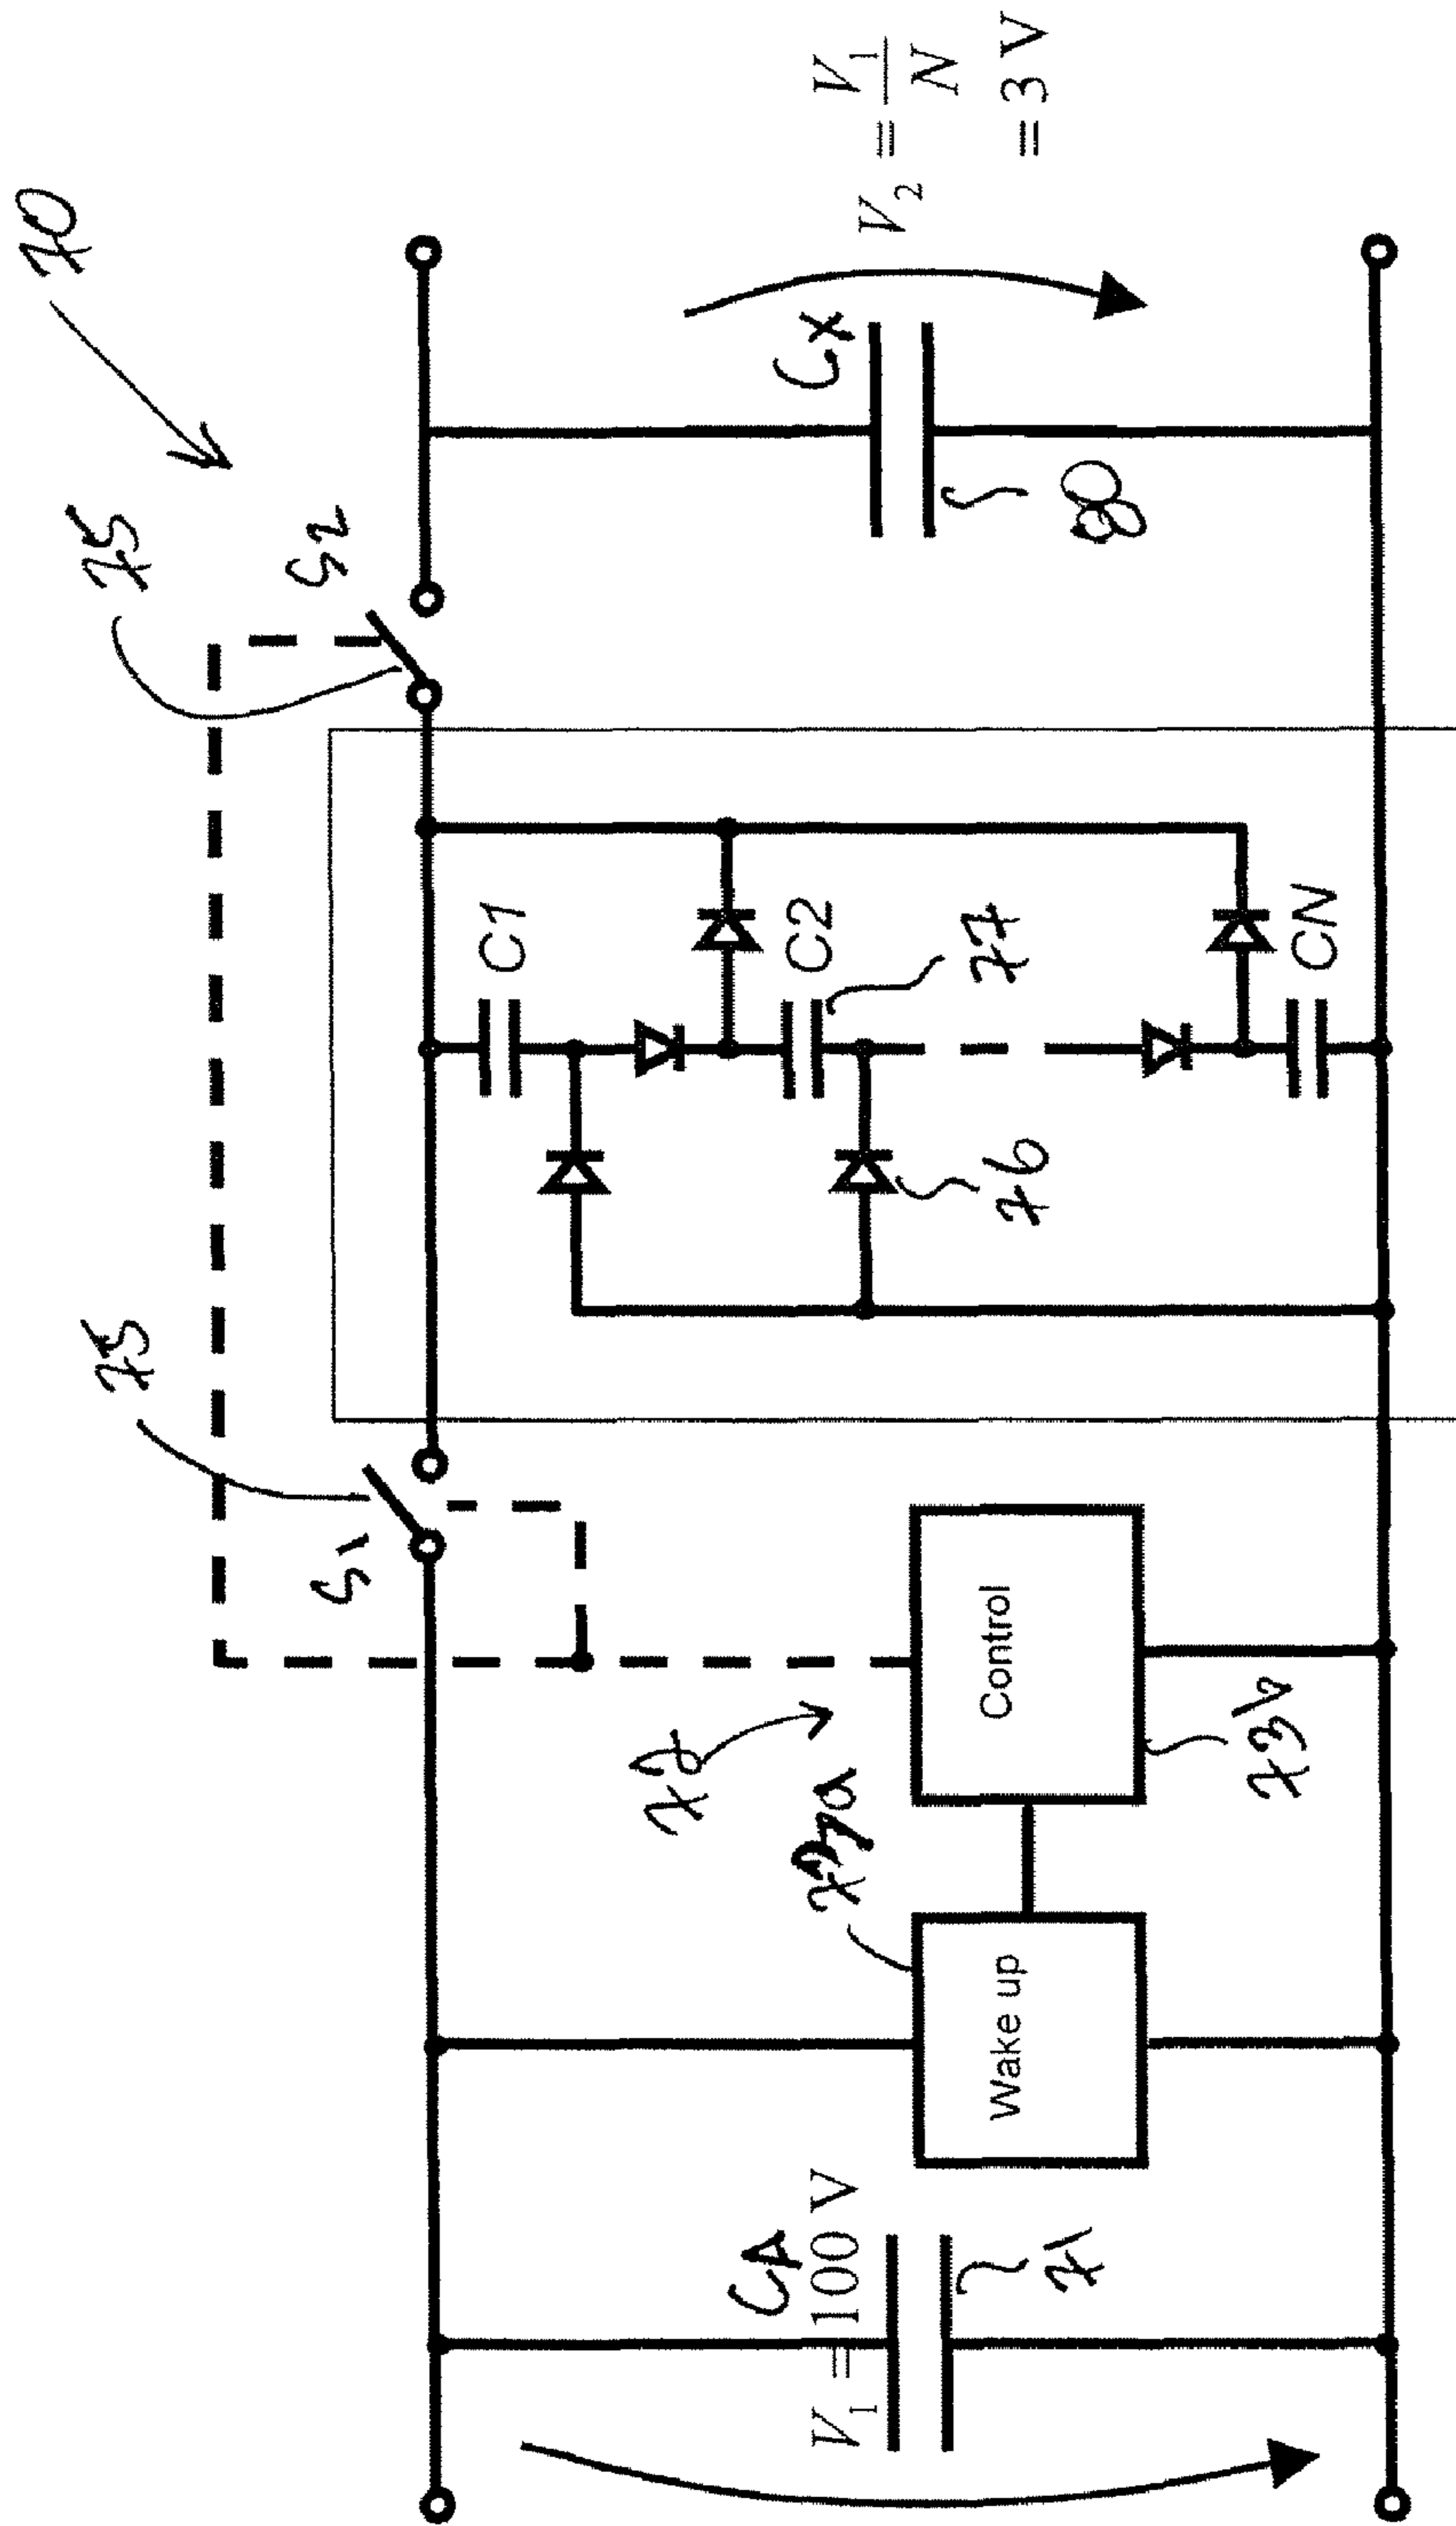 70
75
S2
75
S1
V₂ = V₁/N
= 3 V
Cx
80
C1
C2
77
CN
76
78
Control
73b
73a
Wake up
CA
V₁ = 100 V
71